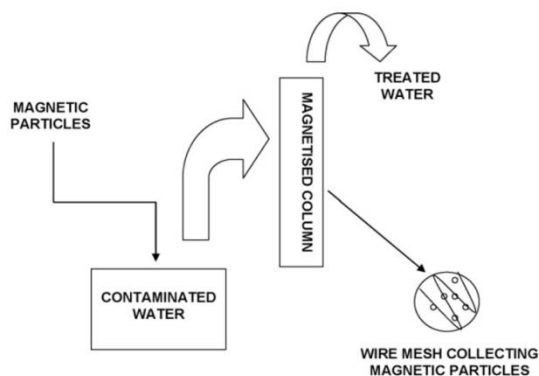 MAGNETIC
PARTICLES
CONTAMINATED
WATER
MAGNETISED COLUMN
TREATED
WATER
WIRE MESH COLLECTING
MAGNETIC PARTICLES